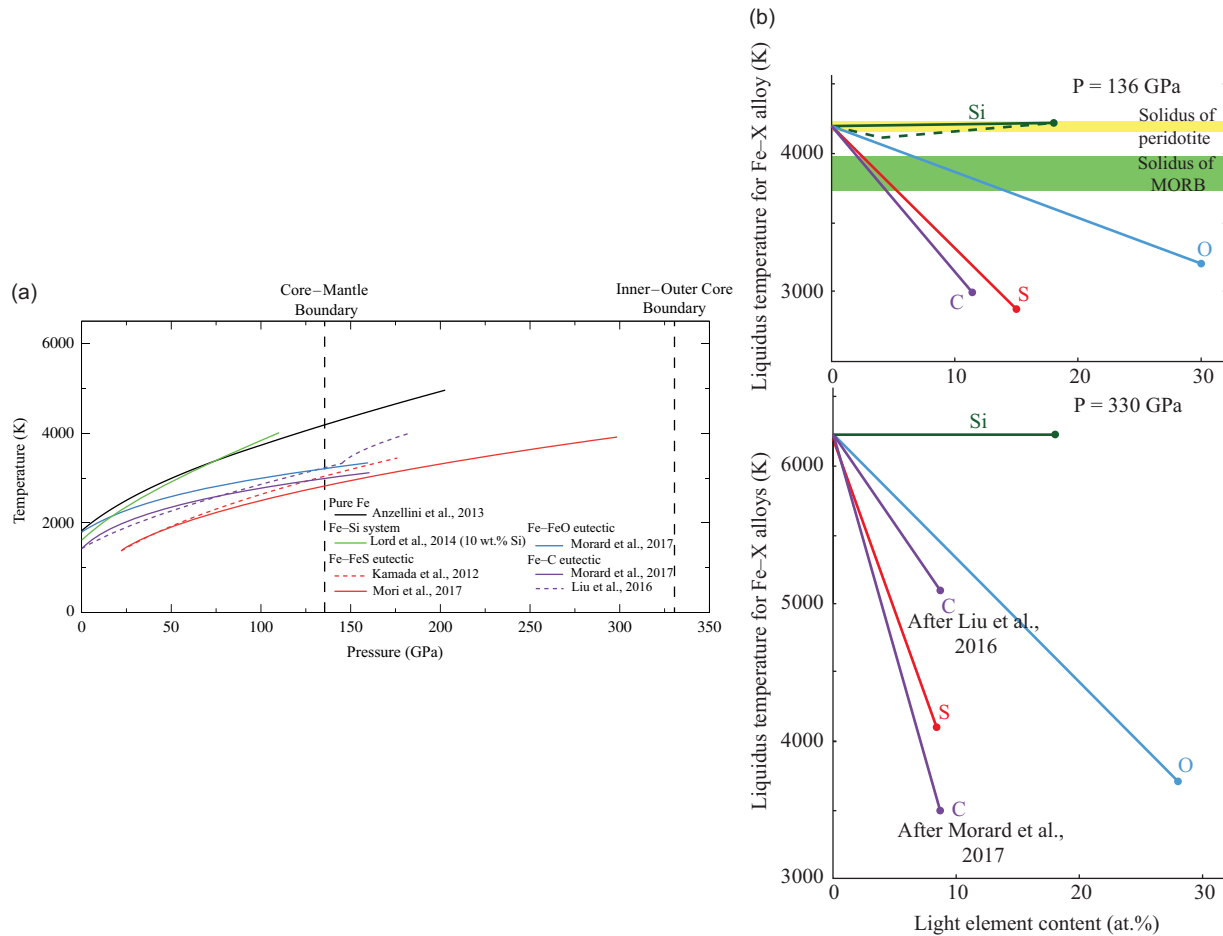 (a)
Core–Mantle
Boundary
Inner–Outer Core
Boundary
6000
4000
2000
0
Temperature (K)
Pure Fe
Anzellini et al., 2013
Fe–Si system
Lord et al., 2014 (10 wt.% Si)
Fe–FeS eutectic
Kamada et al., 2012
Mori et al., 2017
Fe–FeO eutectic
Morard et al., 2017
Fe–C eutectic
Morard et al., 2017
Liu et al., 2016
0 50 100 150 200 250 300 350
Pressure (GPa)
(b)
P = 136 GPa
Si
Solidus of
peridotite
Solidus of
MORB
4000
3000
O
S
C
Liquidus temperature for Fe–X alloy (K)
0 10 20 30
P = 330 GPa
Si
6000
5000
4000
3000
C
After Liu et al.,
2016
S
O
C
After Morard et al.,
2017
Liquidus temperature for Fe–X alloys (K)
0 10 20 30
Light element content (at.%)